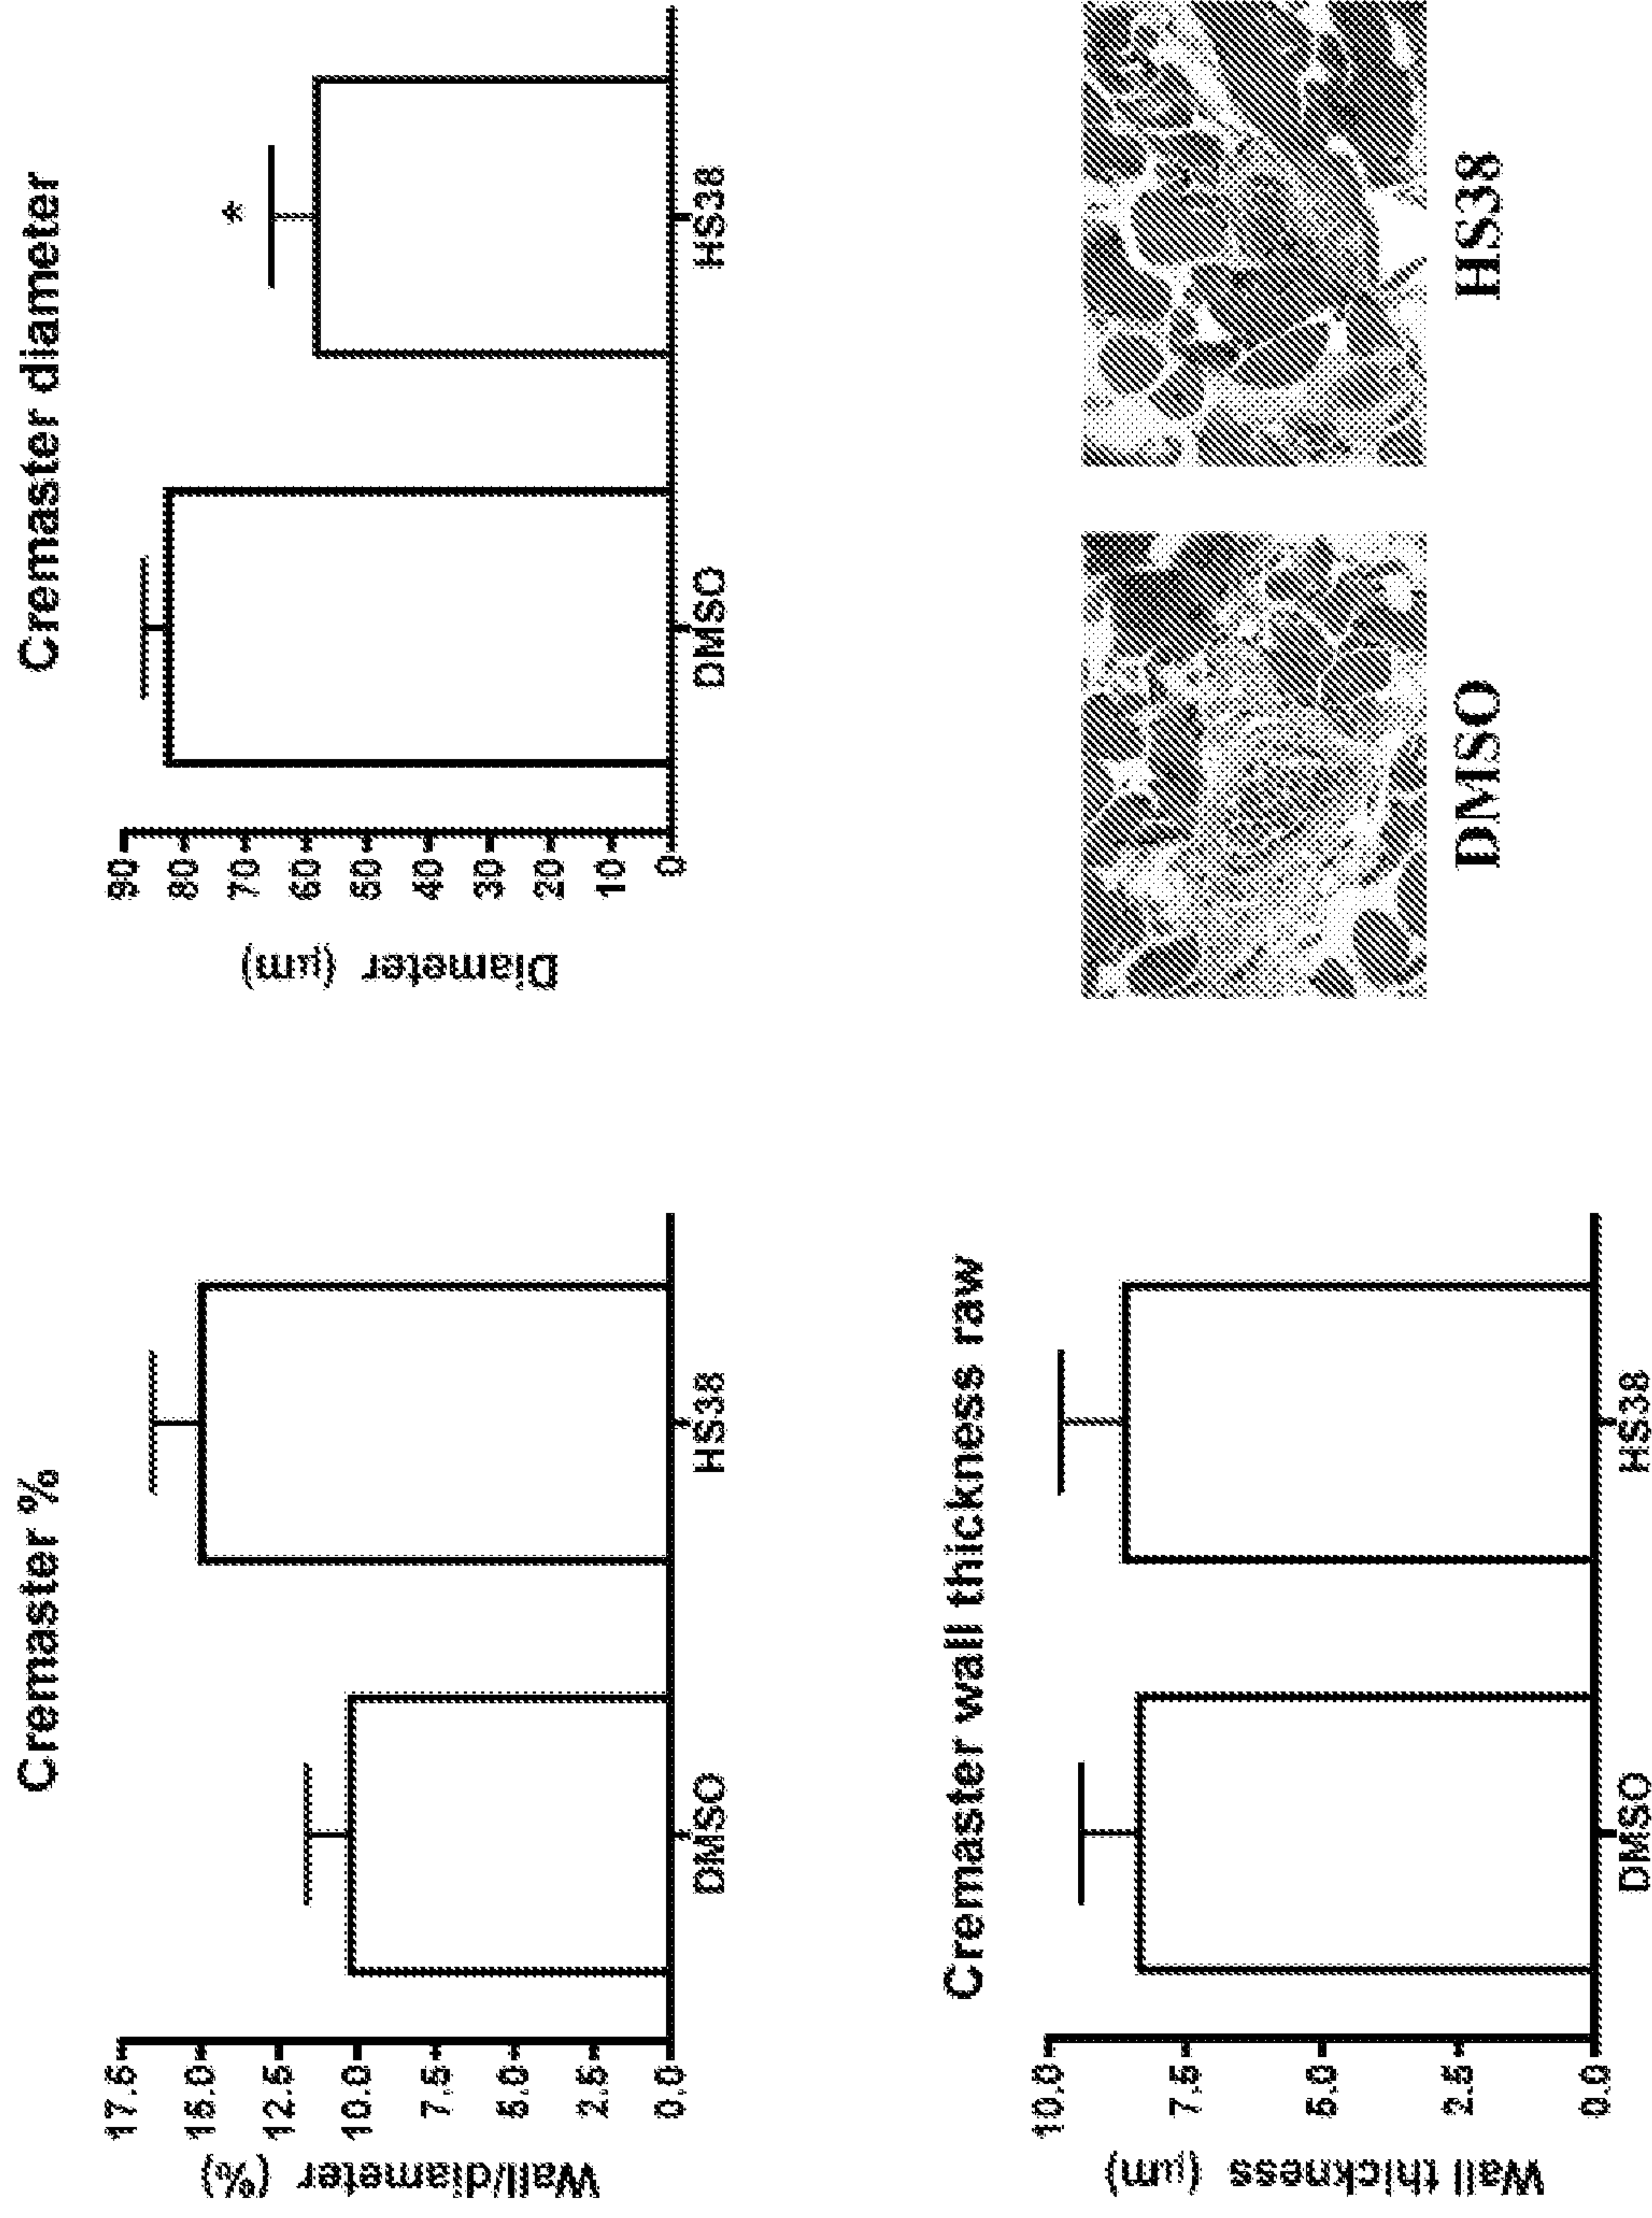 Cremaster %
Wall/diameter (%)
17.5
15.0
12.5
10.0
7.5
5.0
2.5
0.0
DMSO
HS38
Cremaster diameter
Diameter (μm)
90
80
70
60
50
40
30
20
10
0
*
DMSO
HS38
Cremaster wall thickness raw
Wall thickness (μm)
10.0
7.5
5.0
2.5
0.0
DMSO
HS38
DMSO
HS38